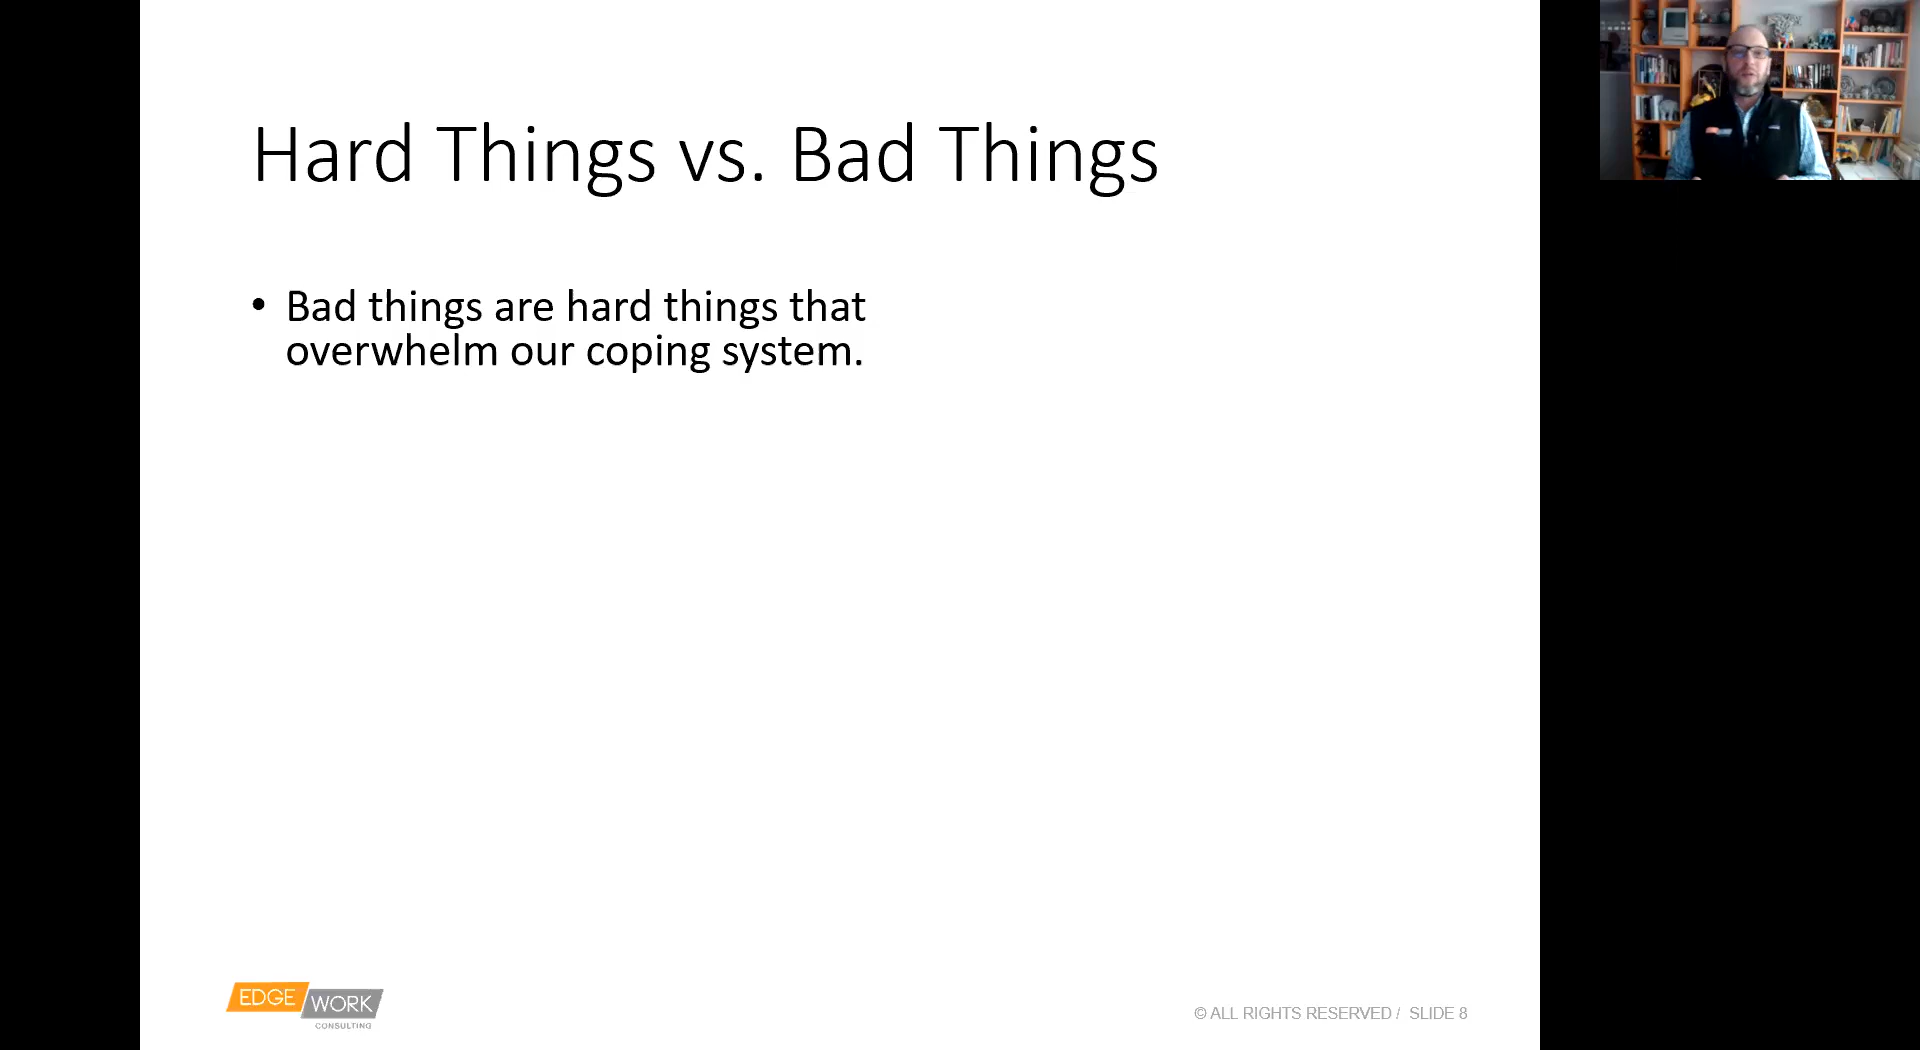 Hard Things vs. Bad Things
• Bad things are hard things that
overwhelm our coping system.
EDGE WORK
CONSULTING
© ALL RIGHTS RESERVED / SLIDE 8